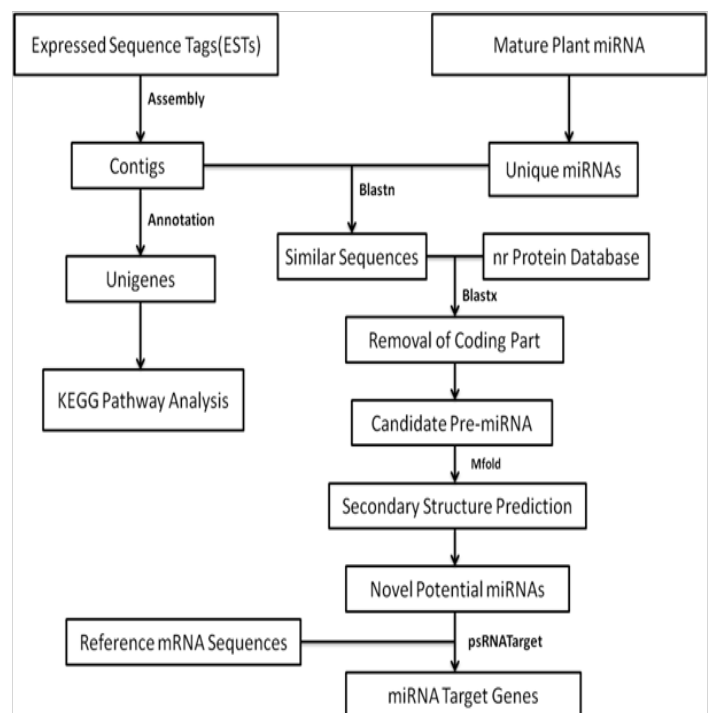 Expressed Sequence Tags(ESTs)
Mature Plant miRNA
Assembly
Contigs
Unique miRNAs
Blastn
Annotation
Similar Sequences
nr Protein Database
Unigenes
Blastx
Removal of Coding Part
KEGG Pathway Analysis
Candidate Pre-miRNA
Mfold
Secondary Structure Prediction
Novel Potential miRNAs
Reference mRNA Sequences
psRNATarget
miRNA Target Genes